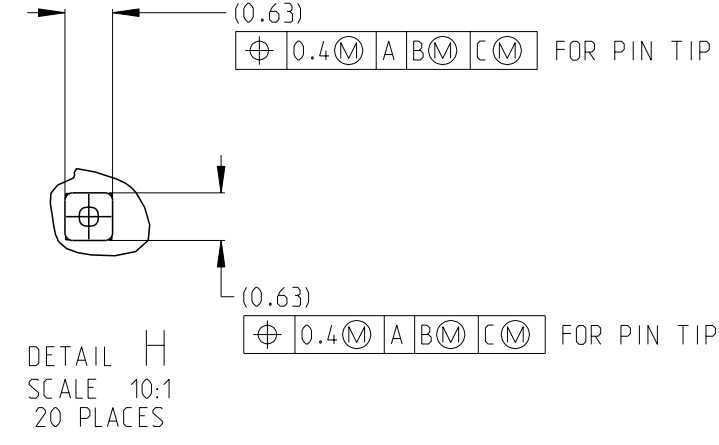 (0.63)
⌖ 0.4Ⓜ A BⓂ CⓂ FOR PIN TIP
(0.63)
⌖ 0.4Ⓜ A BⓂ CⓂ FOR PIN TIP
DETAIL H
SCALE 10:1
20 PLACES